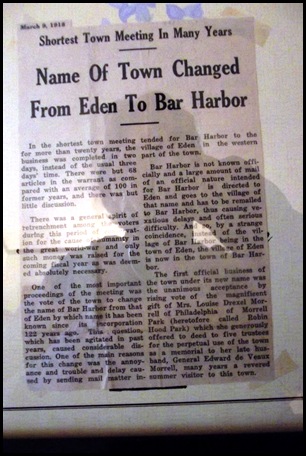 March 9, 1918
Shortest Town Meeting In Many Years
Name Of Town Changed
From Eden To Bar Harbor
In the shortest town meeting
for more than twenty years, the
business was completed in two
days, instead of the usual three
days' time. There were but 68
articles in the warrant, as com-
pared with an average of 100 in
former years, and there was but
little discussion.
There was a general spirit of
retrenchment among the voters
during this period of
vation for the cause of humanity
the great war, and only
such money was raised for the
coming fiscal year as was deem-
ed absolutely necessary.
One of the most important
proceedings of the meeting was
the vote of the town to change
the name of Bar Harbor from that
of Eden by which name it has been
known since its incorporation
122 years ago. This question
which has been agitated in past
years, caused considerable dis-
cussion. One of the main reasons
for this change was the annoy-
ance and trouble and delay cau-
ed by sending mail matter in-
tended for Bar Harbor to the
village of Eden in the western
part of the town.
Bar Harbor is not known offi-
cially and a large amount of mail
of an official nature intended
for Bar Harbor is directed to
Eden and goes to the village of
that name and has to be remailed
to Bar Harbor, thus causing ve-
xatious delays and often serious
difficulty. Now, by a strange
coincidence, of the vil-
lage of Bar Harbor being in the
town of Eden, the village of Eden
is now in the town of Bar Har-
bor.
The first official business of
the town under its new name was
the unanimous acceptance by
rising vote of the magnificent
gift of Mrs. Louise Drexel Mor-
rell of Philadelphia of Morrell
Park (heretofore called Robin
Hood Park) which she generously
offered to deed to five trustees
for the perpetual use of the town
as a memorial to her late hus-
band, General Edward de Veaux
Morrell, many years a revered
summer visitor to this town.